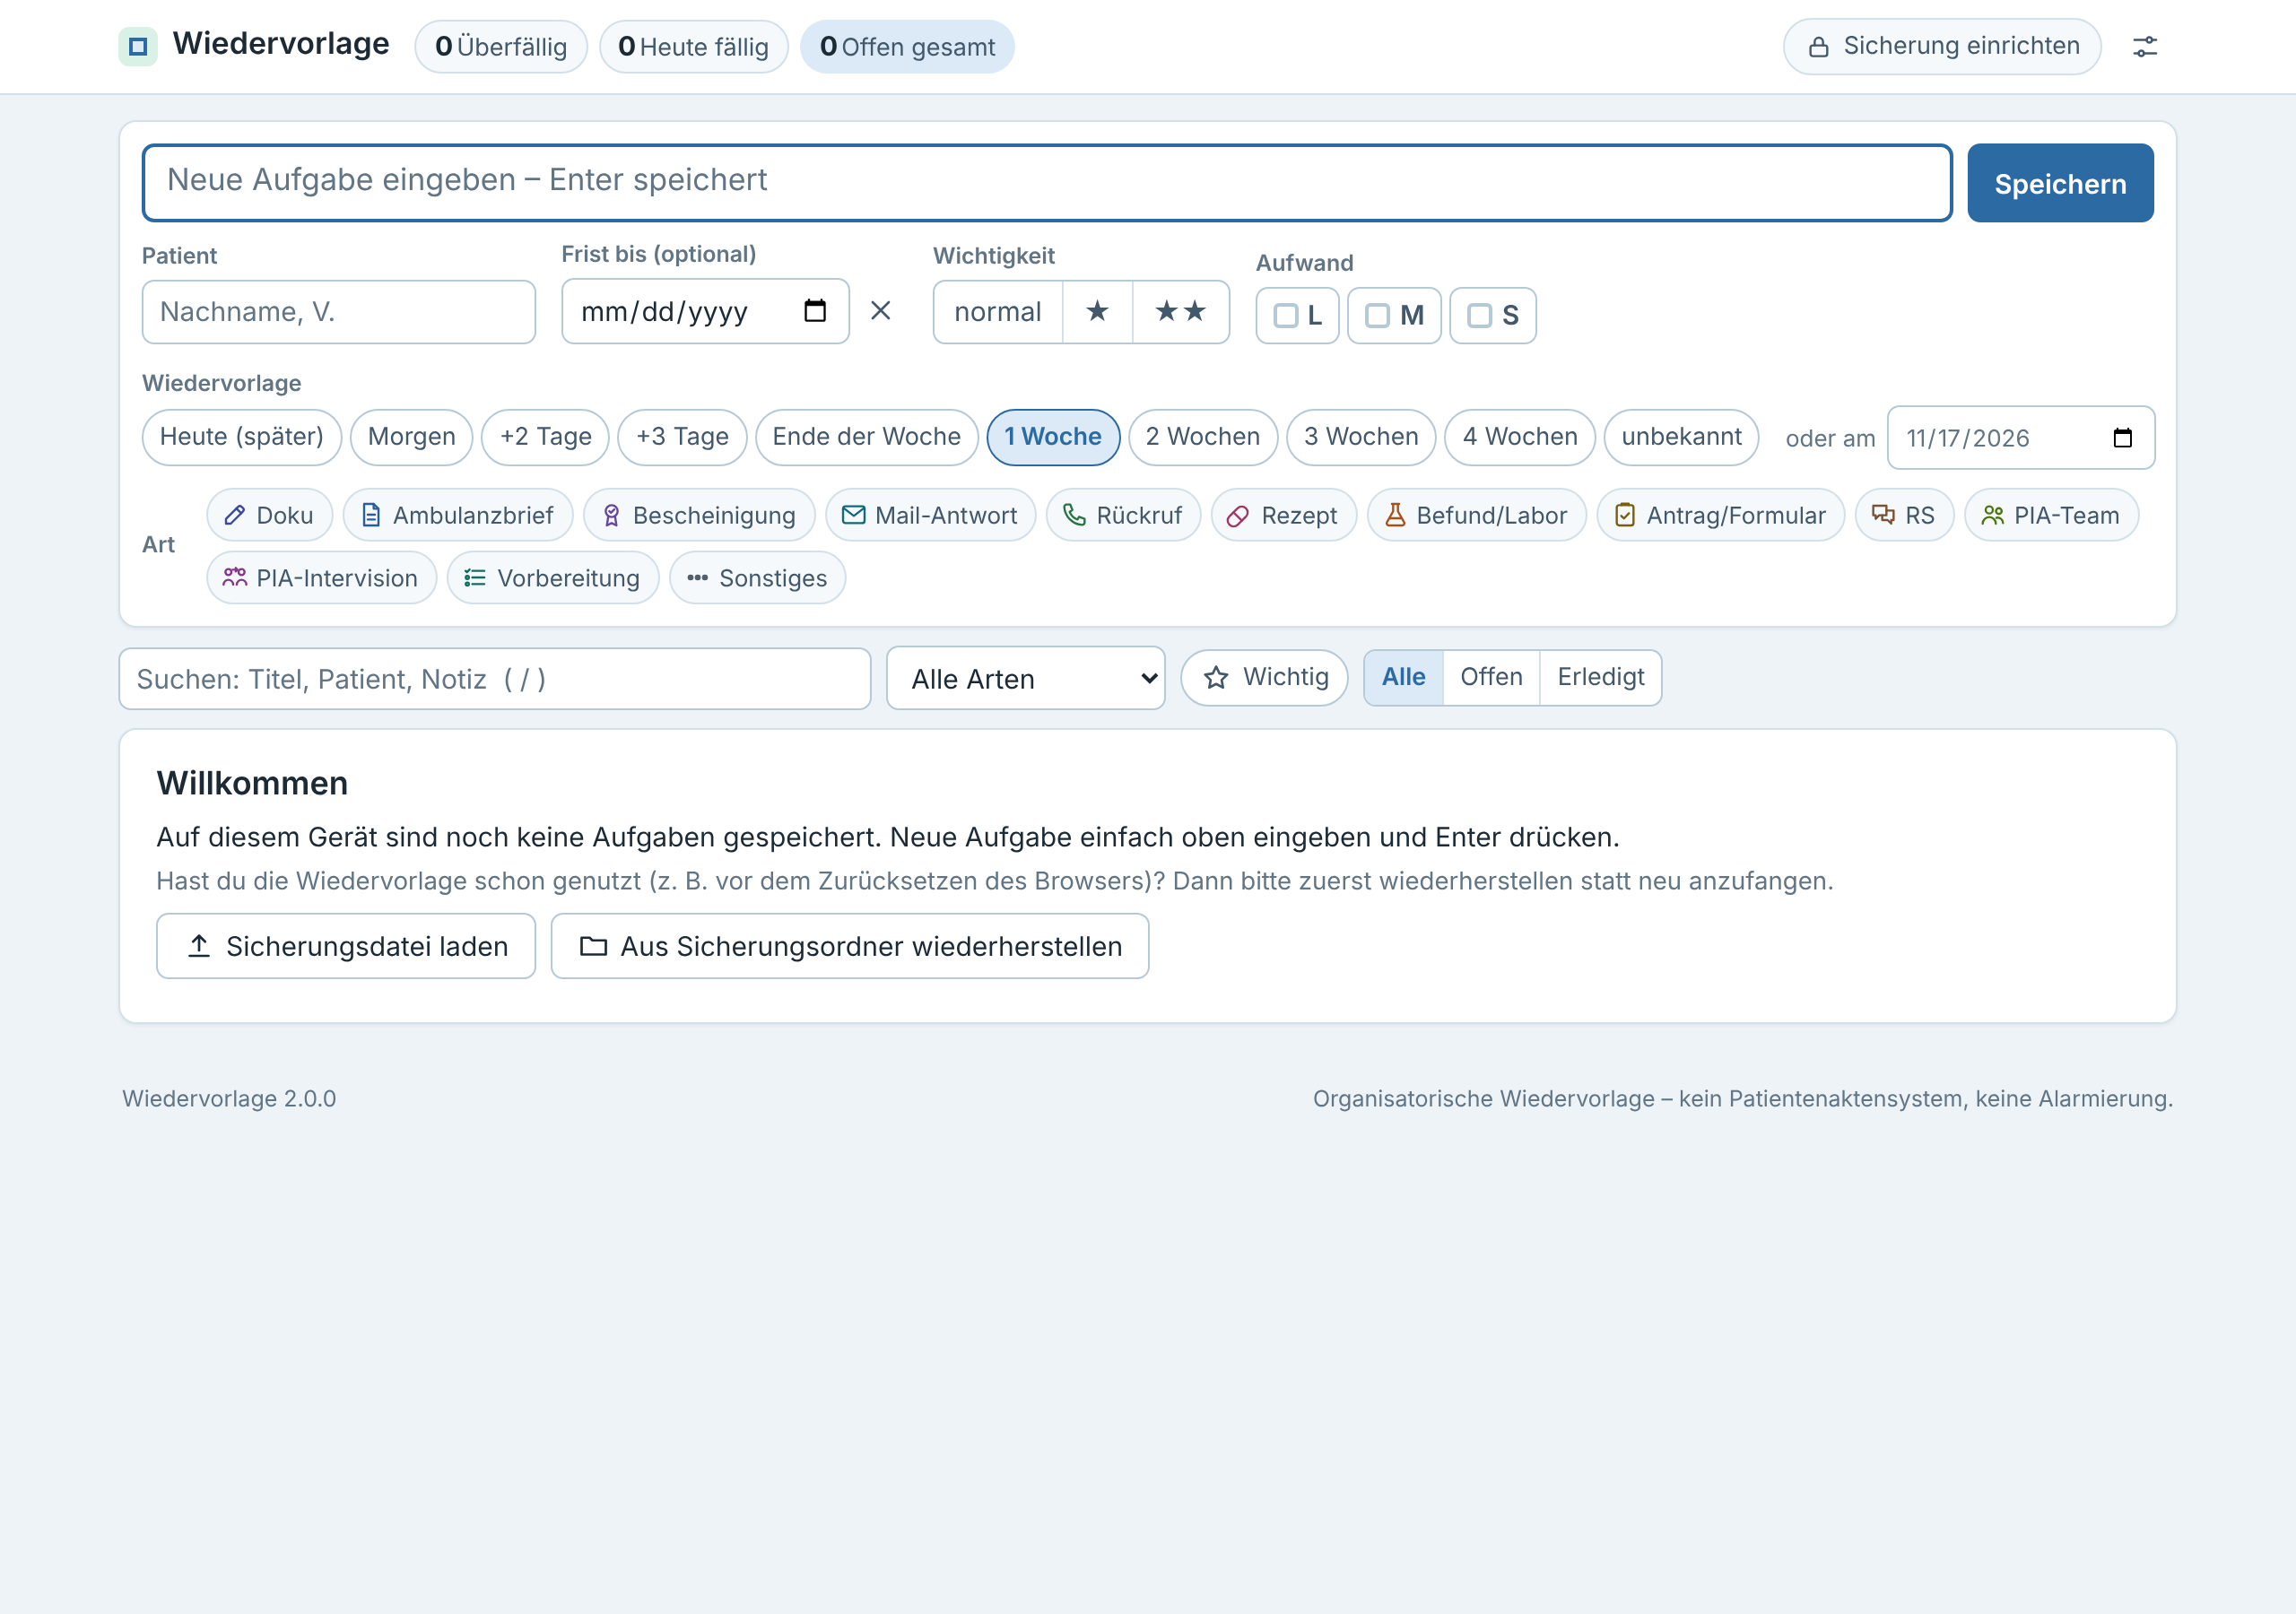 Wiedervorlage 0 Überfällig 0 Heute fällig 0 Offen gesamt Sicherung einrichten
Neue Aufgabe eingeben – Enter speichert Speichern
Patient Frist bis (optional) Wichtigkeit Aufwand
Nachname, V. mm/dd/yyyy normal ★ ★★ L M S
Wiedervorlage
Heute (später) Morgen +2 Tage +3 Tage Ende der Woche 1 Woche 2 Wochen 3 Wochen 4 Wochen unbekannt oder am 11/17/2026
Art Doku Ambulanzbrief Bescheinigung Mail-Antwort Rückruf Rezept Befund/Labor Antrag/Formular RS PIA-Team
PIA-Intervision Vorbereitung Sonstiges
Suchen: Titel, Patient, Notiz ( / ) Alle Arten Wichtig Alle Offen Erledigt
Willkommen
Auf diesem Gerät sind noch keine Aufgaben gespeichert. Neue Aufgabe einfach oben eingeben und Enter drücken.
Hast du die Wiedervorlage schon genutzt (z. B. vor dem Zurücksetzen des Browsers)? Dann bitte zuerst wiederherstellen statt neu anzufangen.
Sicherungsdatei laden Aus Sicherungsordner wiederherstellen
Wiedervorlage 2.0.0 Organisatorische Wiedervorlage – kein Patientenaktensystem, keine Alarmierung.